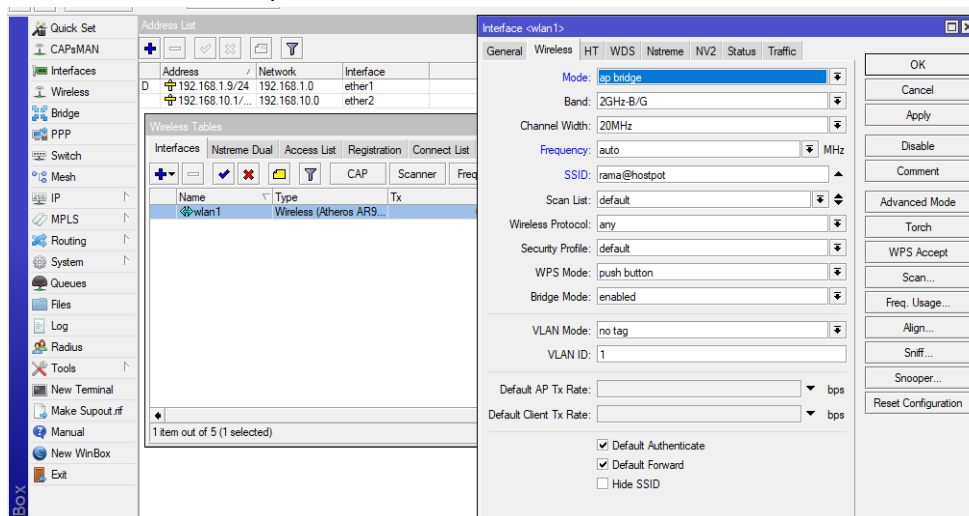 Quick Set
CAPsMAN
Interfaces
Wireless
Bridge
PPP
Switch
Mesh
IP
MPLS
Routing
System
Queues
Files
Log
Radius
Tools
New Terminal
Make Supout.rif
Manual
New WinBox
Exit
Box
Address List
Address Network Interface
D 192.168.1.9/24 192.168.1.0 ether1
192.168.10.1/... 192.168.10.0 ether2
Wireless Tables
Interfaces Nstreme Dual Access List Registration Connect List
CAP Scanner Freq
Name Type Tx
wlan1 Wireless (Atheros AR9...
1 item out of 5 (1 selected)
Interface <wlan1>
General Wireless HT WDS Nstreme NV2 Status Traffic
Mode: ap bridge
Band: 2GHz-B/G
Channel Width: 20MHz
Frequency: auto MHz
SSID: rama@hostpot
Scan List: default
Wireless Protocol: any
Security Profile: default
WPS Mode: push button
Bridge Mode: enabled
VLAN Mode: no tag
VLAN ID: 1
Default AP Tx Rate: bps
Default Client Tx Rate: bps
Default Authenticate
Default Forward
Hide SSID
OK
Cancel
Apply
Disable
Comment
Advanced Mode
Torch
WPS Accept
Scan...
Freq. Usage...
Align...
Sniff...
Snooper...
Reset Configuration